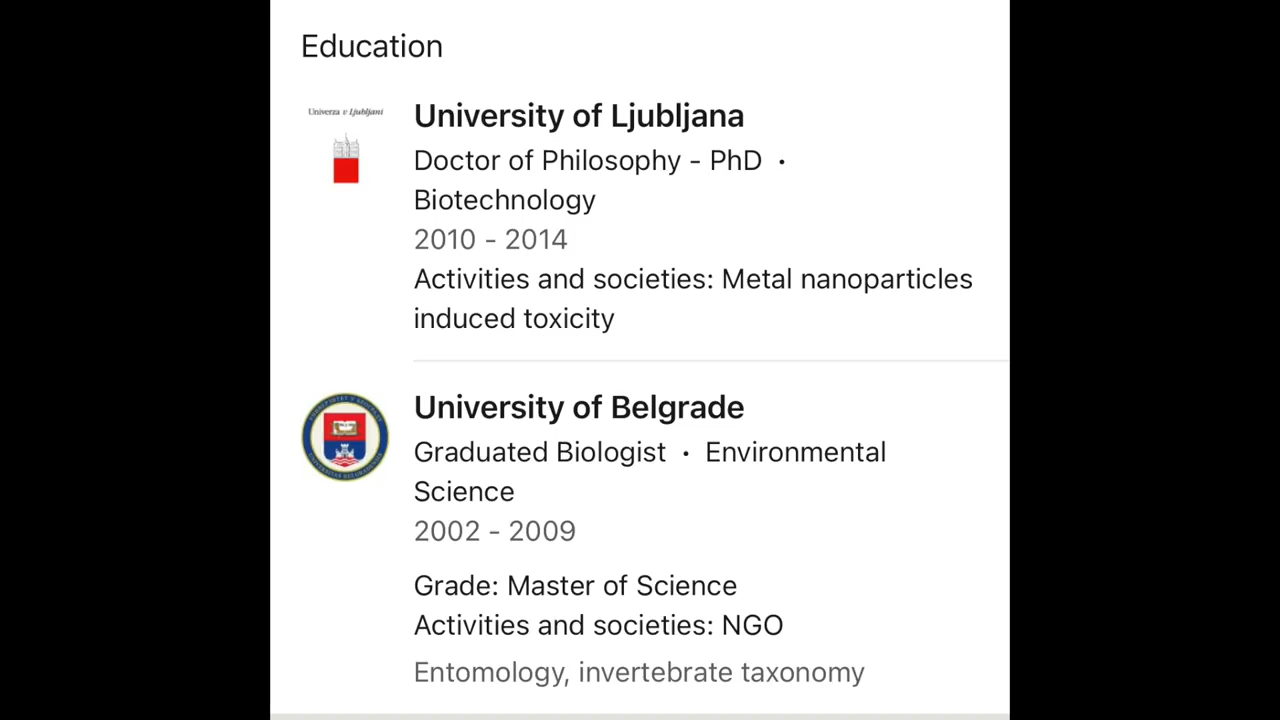 Education
Univerza v Ljubljani
University of Ljubljana
Doctor of Philosophy - PhD •
Biotechnology
2010 - 2014
Activities and societies: Metal nanoparticles
induced toxicity
University of Belgrade
Graduated Biologist • Environmental
Science
2002 - 2009
Grade: Master of Science
Activities and societies: NGO
Entomology, invertebrate taxonomy